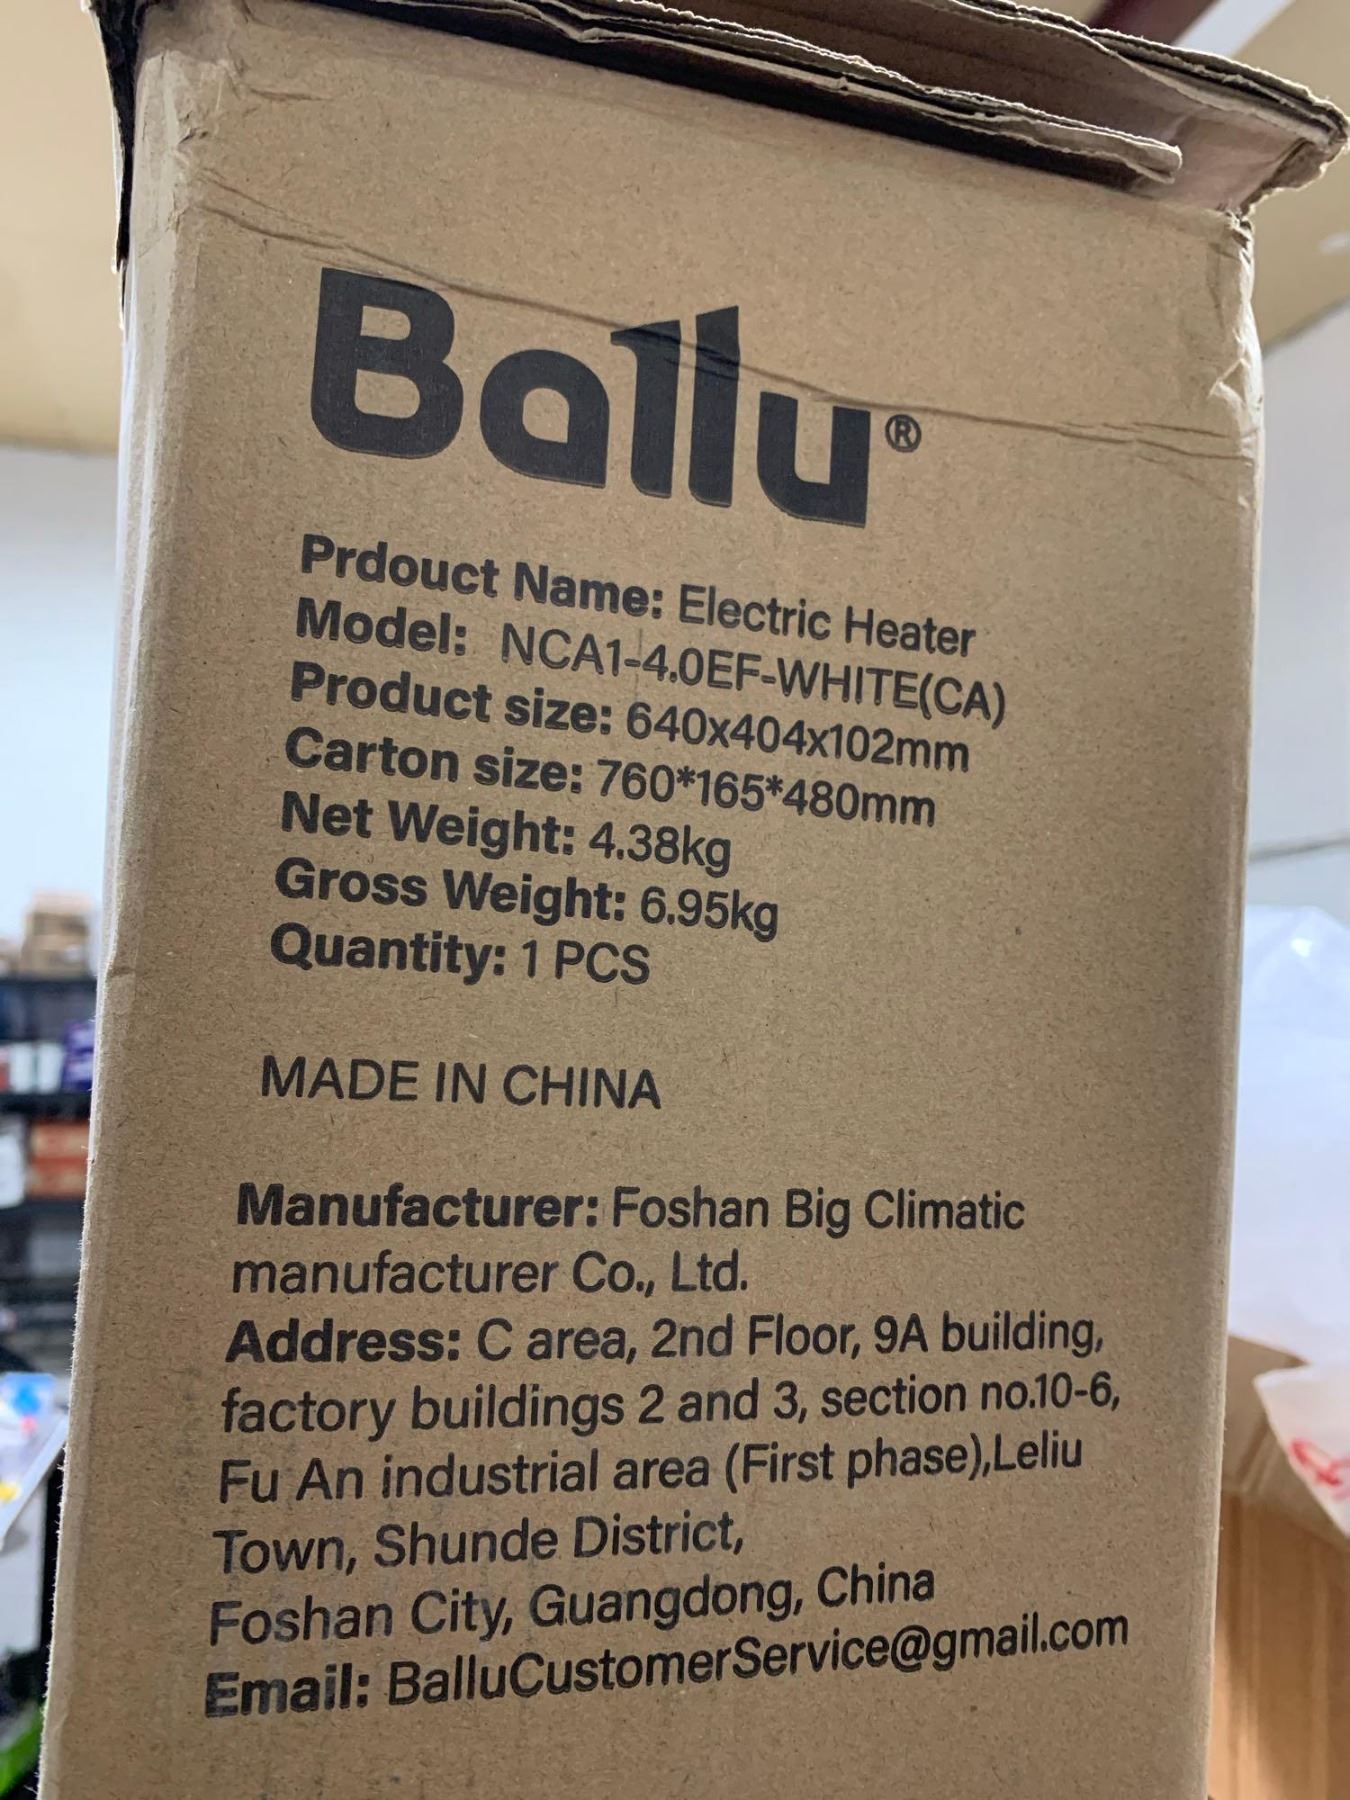 Ballu®
Prdouct Name: Electric Heater
Model: NCA1-4.0EF-WHITE(CA)
Product size: 640x404x102mm
Carton size: 760*165*480mm
Net Weight: 4.38kg
Gross Weight: 6.95kg
Quantity: 1 PCS
MADE IN CHINA
Manufacturer: Foshan Big Climatic
manufacturer Co., Ltd.
Address: C area, 2nd Floor, 9A building,
factory buildings 2 and 3, section no.10-6,
Fu An industrial area (First phase),Leliu
Town, Shunde District,
Foshan City, Guangdong, China
Email: BalluCustomerService@gmail.com